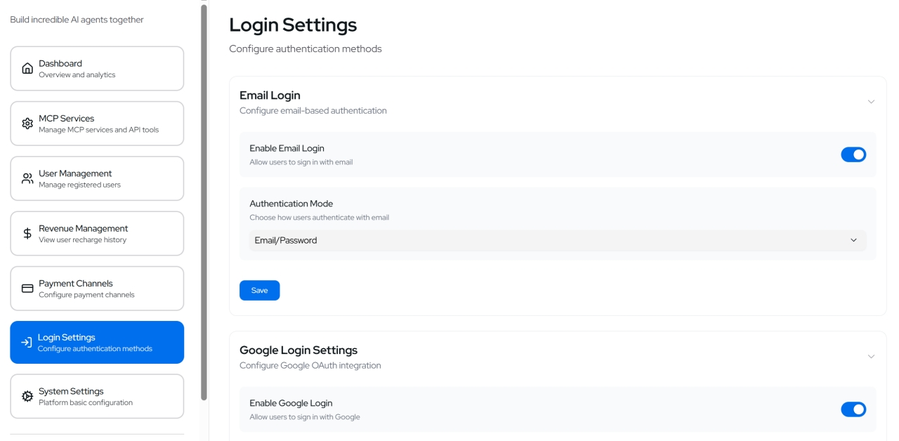 Build incredible AI agents together
Dashboard
Overview and analytics
MCP Services
Manage MCP services and API tools
User Management
Manage registered users
Revenue Management
View user recharge history
Payment Channels
Configure payment channels
Login Settings
Configure authentication methods
System Settings
Platform basic configuration
Login Settings
Configure authentication methods
Email Login
Configure email-based authentication
Enable Email Login
Allow users to sign in with email
Authentication Mode
Choose how users authenticate with email
Email/Password
Save
Google Login Settings
Configure Google OAuth integration
Enable Google Login
Allow users to sign in with Google